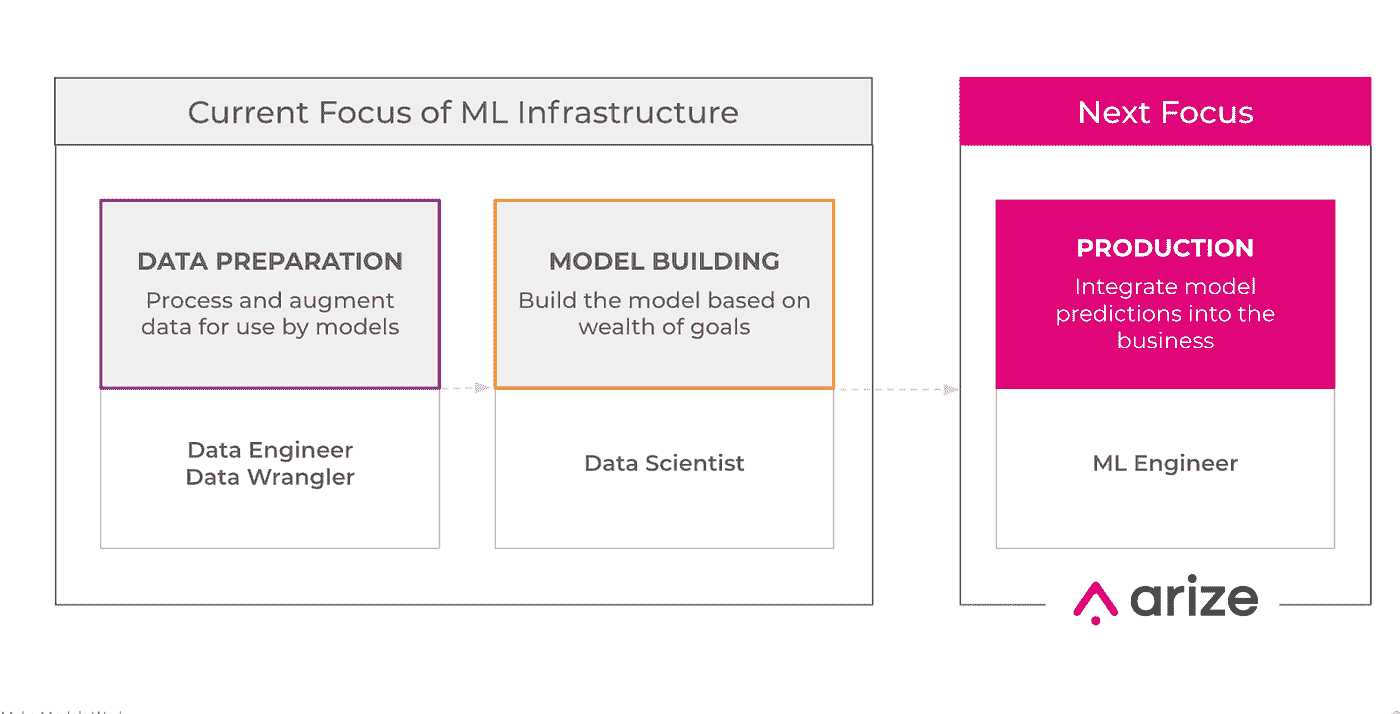 Current Focus of ML Infrastructure
Next Focus
DATA PREPARATION
Process and augment
data for use by models
MODEL BUILDING
Build the model based on
wealth of goals
PRODUCTION
Integrate model
predictions into the
business
Data Engineer
Data Wrangler
Data Scientist
ML Engineer
arize